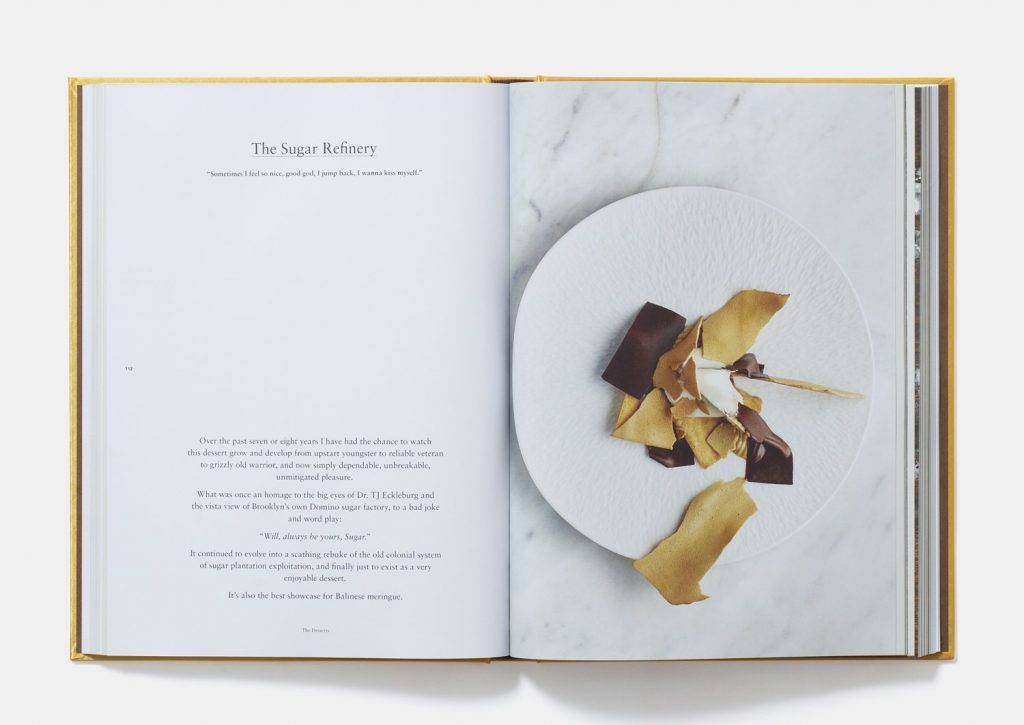 The Sugar Refinery
“Sometimes I feel so nice, good god, I jump back, I wanna kiss myself.”
112
Over the past seven or eight years I have had the chance to watch
this dessert grow and develop from upstart youngster to reliable veteran
to grizzly old warrior, and now simply dependable, unbreakable,
unmitigated pleasure.
What was once an homage to the big eyes of Dr. TJ Eckleburg and
the vista view of Brooklyn’s own Domino sugar factory, to a bad joke
and word play:
“Will, always be yours, Sugar.”
It continued to evolve into a scathing rebuke of the old colonial system
of sugar plantation exploitation, and finally just to exist as a very
enjoyable dessert.
It’s also the best showcase for Balinese meringue.
The Desserts